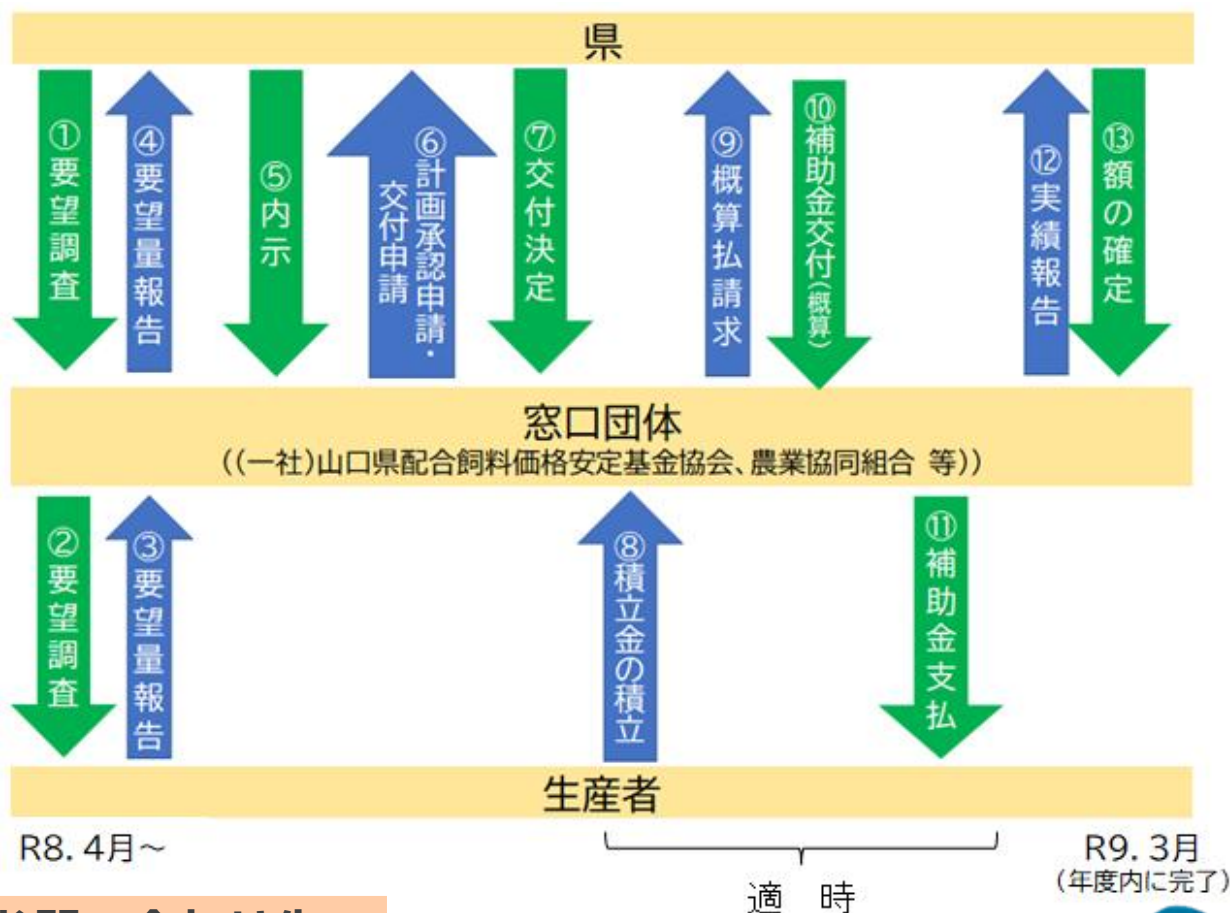 県
①要望調査
④要望量報告
⑤内示
⑥計画承認申請・
交付申請
⑦交付決定
⑨概算払請求
⑩補助金交付(概算)
⑫実績報告
⑬額の確定
窓口団体
((一社)山口県配合飼料価格安定基金協会、農業協同組合 等))
②要望調査
③要望量報告
⑧積立金の積立
⑪補助金支払
生産者
R8. 4月～
適 時
R9. 3月
(年度内に完了)